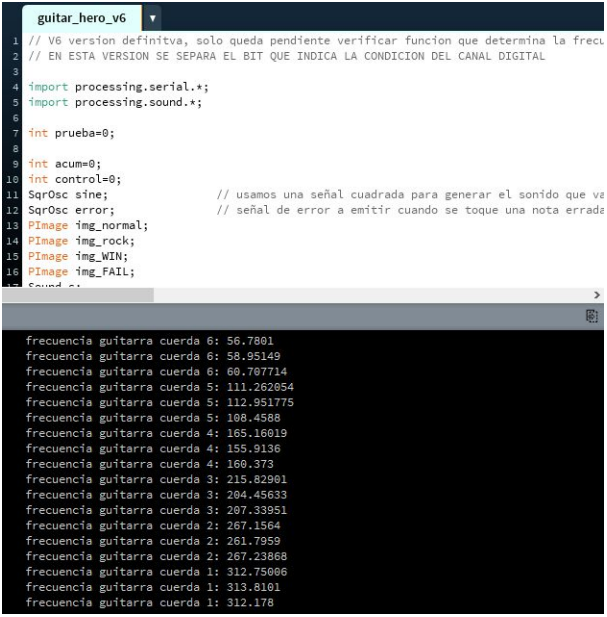 guitar_hero_v6
1 // V6 version definitva, solo queda pendiente verificar funcion que determina la frecu
2 // EN ESTA VERSION SE SEPARA EL BIT QUE INDICA LA CONDICION DEL CANAL DIGITAL
3
4 import processing.serial.*;
5 import processing.sound.*;
6
7 int prueba=0;
8
9 int acum=0;
10 int control=0;
11 SqrOsc sine; // usamos una señal cuadrada para generar el sonido que va
12 SqrOsc error; // señal de error a emitir cuando se toque una nota errada
13 PImage img_normal;
14 PImage img_rock;
15 PImage img_WIN;
16 PImage img_FAIL;
frecuencia guitarra cuerda 6: 56.7801
frecuencia guitarra cuerda 6: 58.95149
frecuencia guitarra cuerda 6: 60.707714
frecuencia guitarra cuerda 5: 111.262054
frecuencia guitarra cuerda 5: 112.951775
frecuencia guitarra cuerda 5: 108.4588
frecuencia guitarra cuerda 4: 165.16019
frecuencia guitarra cuerda 4: 155.9136
frecuencia guitarra cuerda 4: 160.373
frecuencia guitarra cuerda 3: 215.82901
frecuencia guitarra cuerda 3: 204.45633
frecuencia guitarra cuerda 3: 207.33951
frecuencia guitarra cuerda 2: 267.1564
frecuencia guitarra cuerda 2: 261.7959
frecuencia guitarra cuerda 2: 267.23868
frecuencia guitarra cuerda 1: 312.75006
frecuencia guitarra cuerda 1: 313.8101
frecuencia guitarra cuerda 1: 312.178